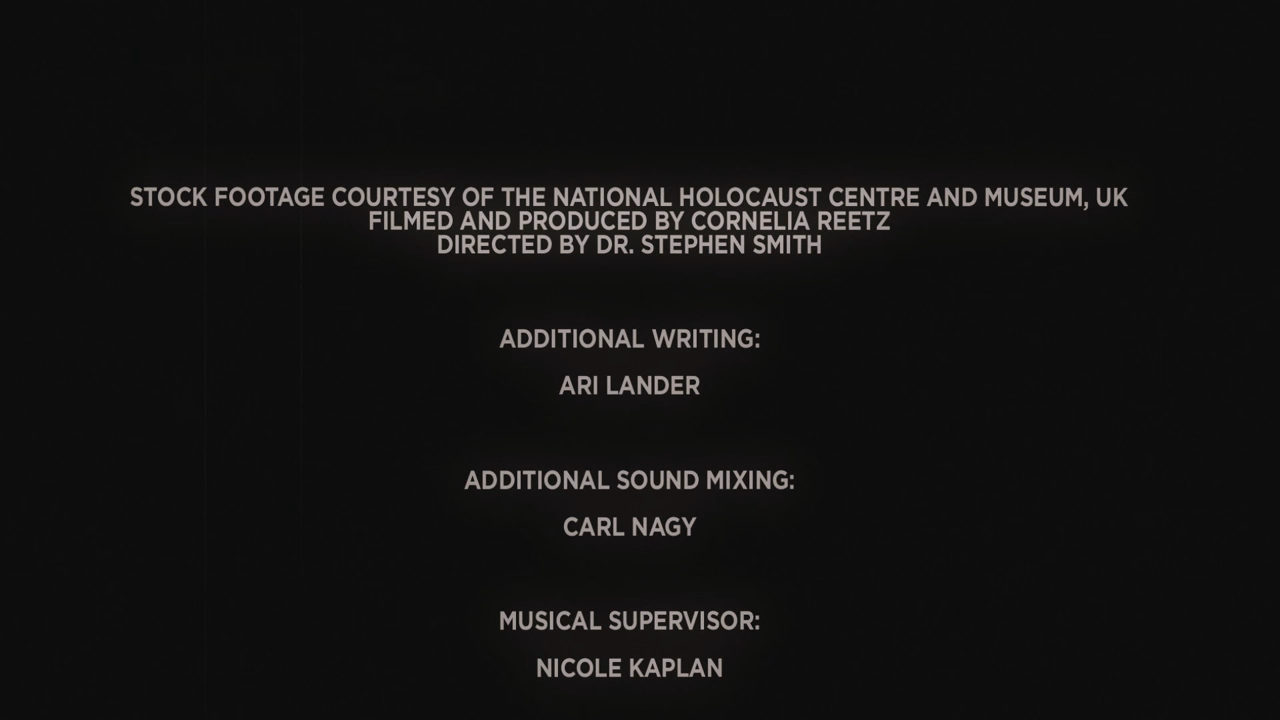 STOCK FOOTAGE COURTESY OF THE NATIONAL HOLOCAUST CENTRE AND MUSEUM, UK
FILMED AND PRODUCED BY CORNELIA REETZ
DIRECTED BY DR. STEPHEN SMITH
ADDITIONAL WRITING:
ARI LANDER
ADDITIONAL SOUND MIXING:
CARL NAGY
MUSICAL SUPERVISOR:
NICOLE KAPLAN